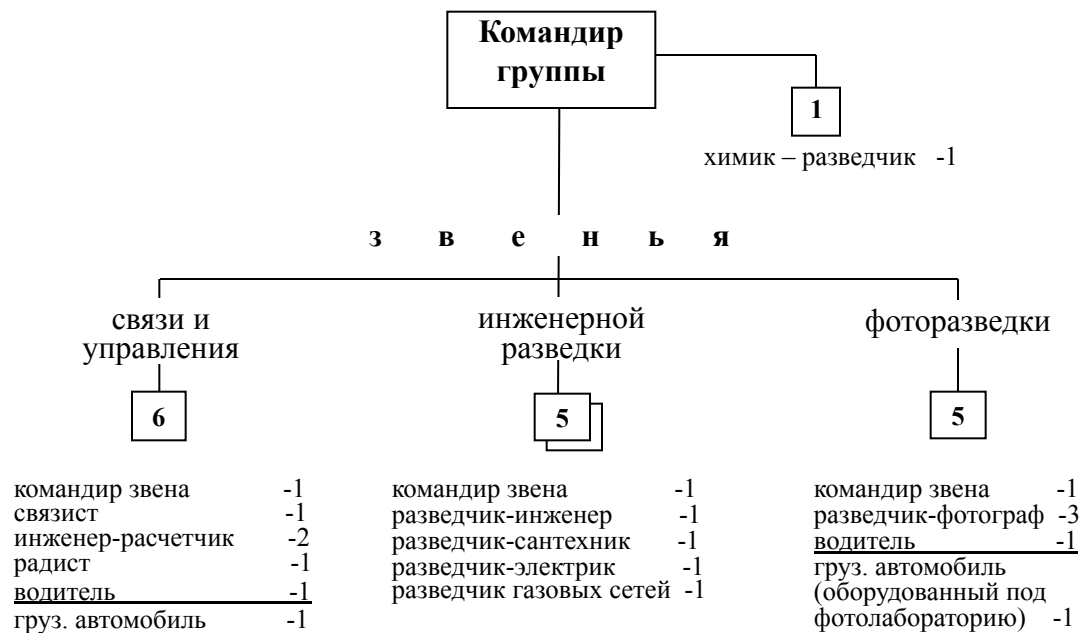 Командир
группы
1
химик – разведчик -1
з в е н ь я
связи и
управления
6
командир звена -1
связист -1
инженер-расчетчик -2
радист -1
водитель -1
груз. автомобиль -1
инженерной
разведки
5
командир звена -1
разведчик-инженер -1
разведчик-сантехник -1
разведчик-электрик -1
разведчик газовых сетей -1
фоторазведки
5
командир звена -1
разведчик-фотограф -3
водитель -1
груз. автомобиль
(оборудованный под
фотолабораторию) -1